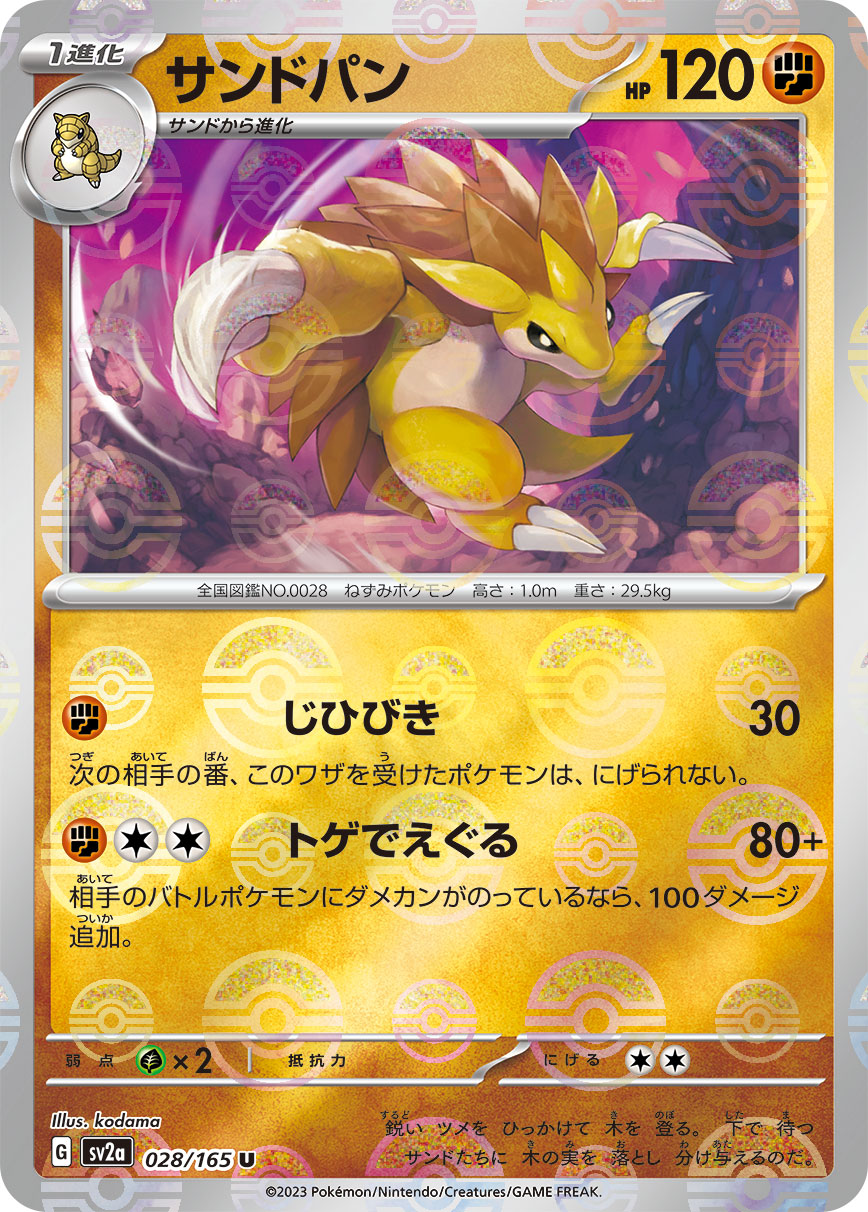 1進化
サンドパン
HP 120
サンドから進化
全国図鑑NO.0028 ねずみポケモン 高さ:1.0m 重さ:29.5kg
じひびき 30
次の相手の番、このワザを受けたポケモンは、にげられない。
トゲでえぐる 80+
相手のバトルポケモンにダメカンがのっているなら、100ダメージ
追加。
弱点 ×2 抵抗力 にげる
Illus. kodama
鋭い ツメを ひっかけて 木を 登る。 下で 待つ
サンドたちに 木の実を 落とし 分け与えるのだ。
G sv2a 028/165 U
©2023 Pokémon/Nintendo/Creatures/GAME FREAK.